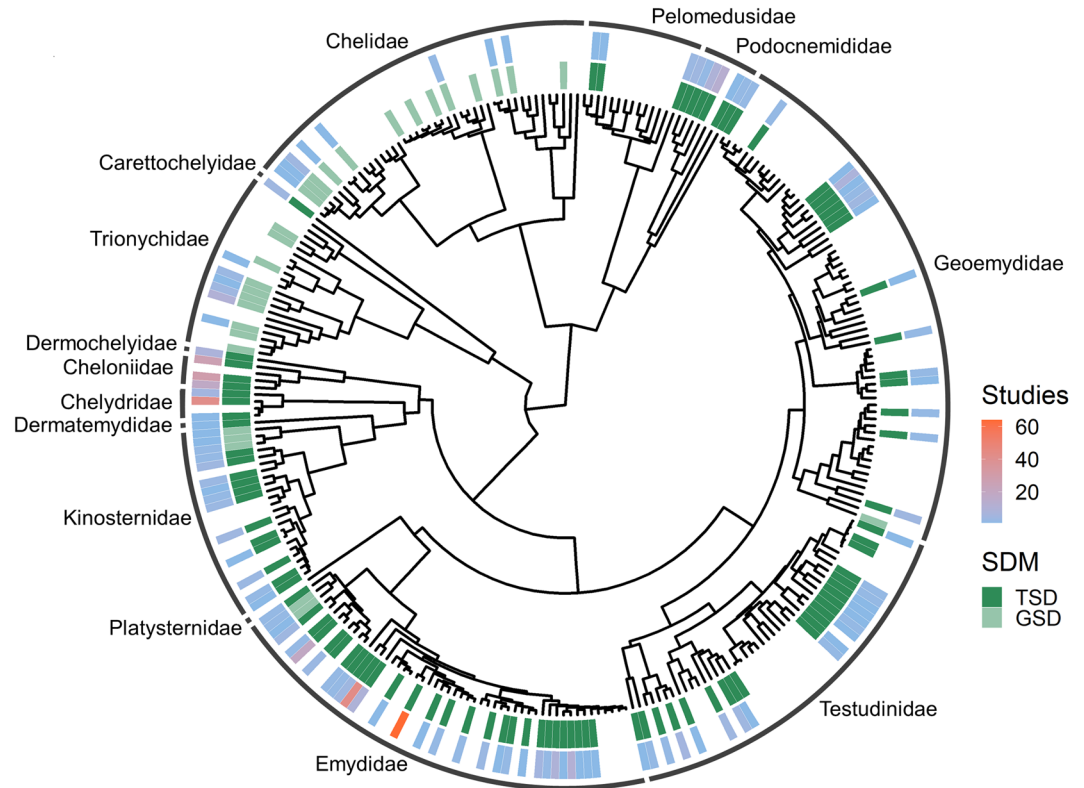 Pelomedusidae
Chelidae
Podocnemididae
Carettochelyidae
Trionychidae
Geoemydidae
Dermochelyidae
Cheloniidae
Chelydridae
Dermatemydidae
Kinosternidae
Platysternidae
Emydidae
Testudinidae
Studies
60
40
20
SDM
TSD
GSD